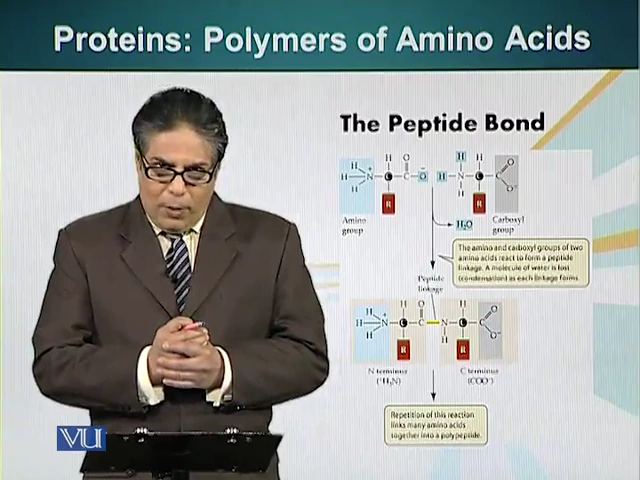 Proteins: Polymers of Amino Acids
The Peptide Bond
H H O H H O
H N⁺ C C O⁻ H N C C
H R H R O⁻
Amino
group
H₂O
Carboxyl
group
The amino and carboxyl groups of two
amino acids react to form a peptide
linkage. A molecule of water is lost
(condensation) as each linkage forms.
Peptide
linkage
H H O H O
H N⁺ C C N C C
H R H R O⁻
N terminus
(⁺H₃N)
C terminus
(COO⁻)
Repetition of this reaction
links many amino acids
together into a polypeptide.
VU